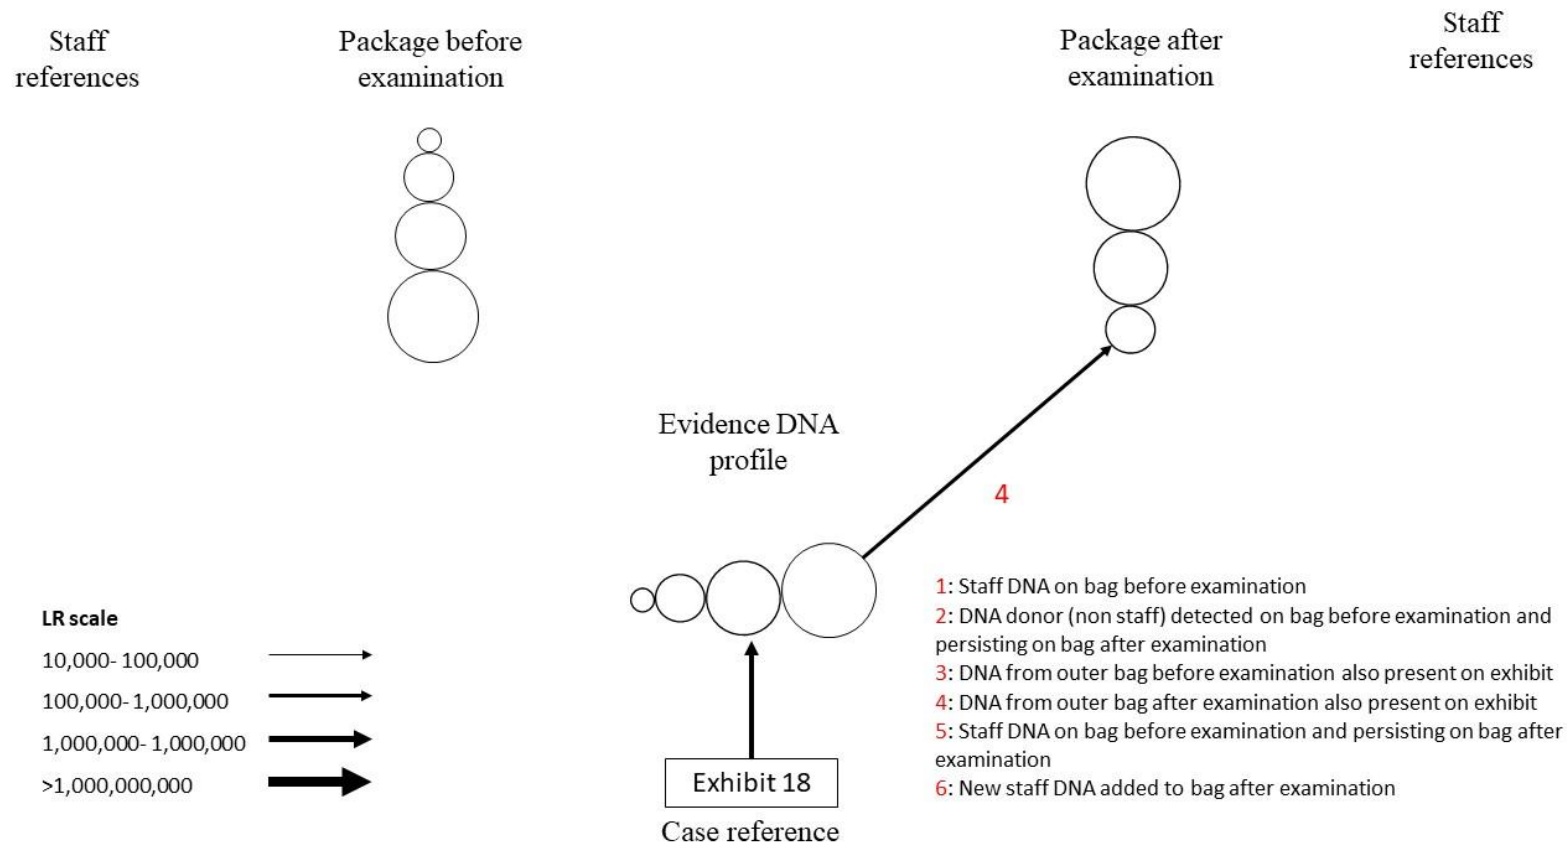 Staff
references
Package before
examination
Package after
examination
Staff
references
Evidence DNA
profile
4
LR scale
10,000- 100,000
100,000- 1,000,000
1,000,000- 1,000,000
>1,000,000,000
1: Staff DNA on bag before examination
2: DNA donor (non staff) detected on bag before examination and
persisting on bag after examination
3: DNA from outer bag before examination also present on exhibit
4: DNA from outer bag after examination also present on exhibit
5: Staff DNA on bag before examination and persisting on bag after
examination
6: New staff DNA added to bag after examination
Exhibit 18
Case reference